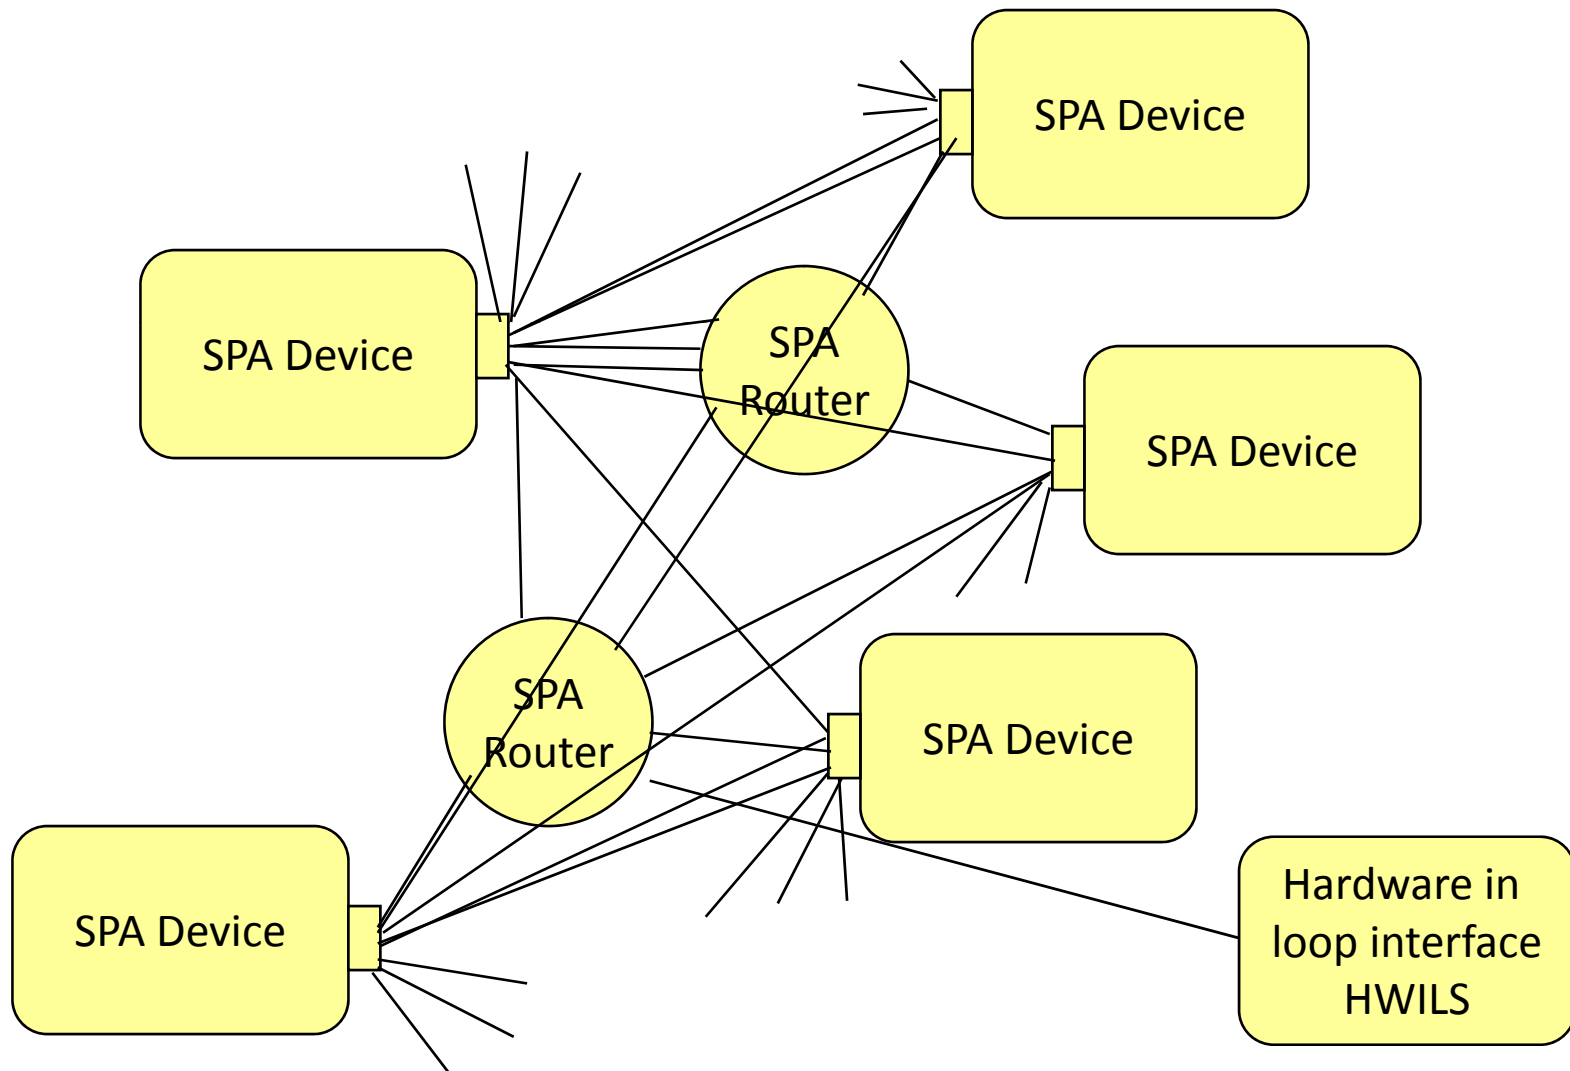 SPA Device
SPA Device
SPA
Router
SPA Device
SPA
Router
SPA Device
SPA Device
Hardware in
loop interface
HWILS